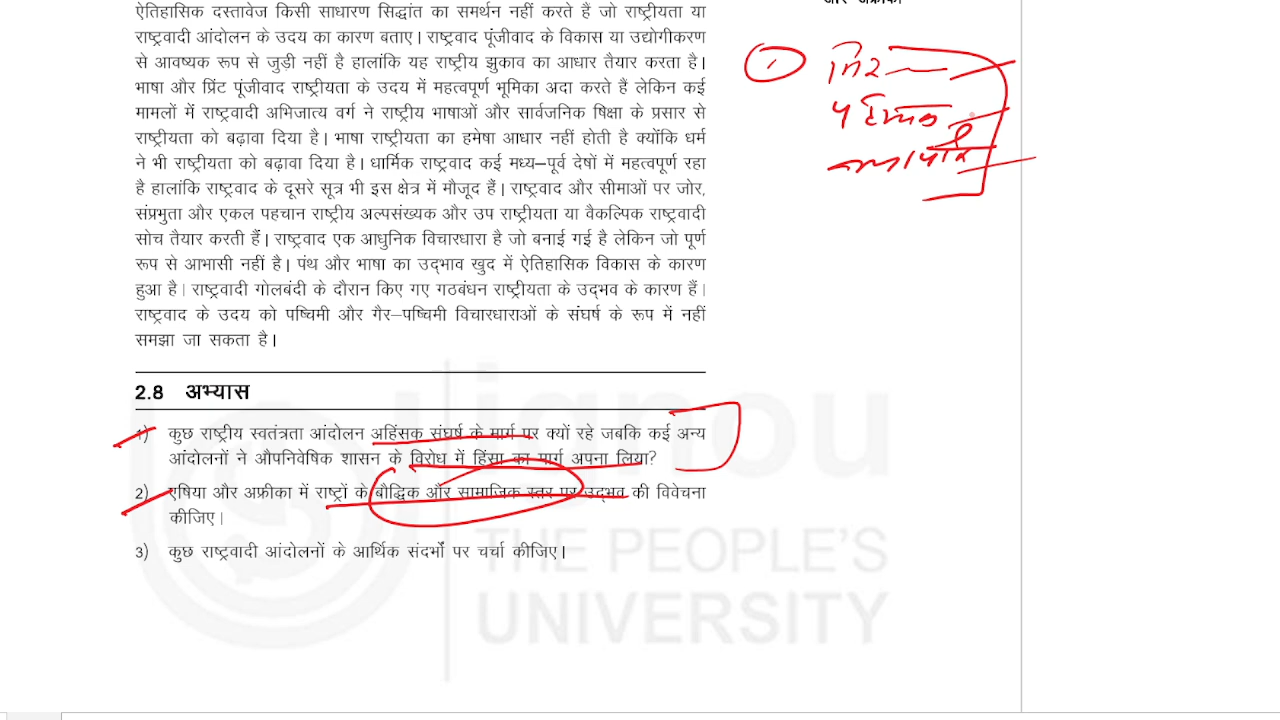 ऐतिहासिक दस्तावेज किसी साधारण सिद्धांत का समर्थन नहीं करते हैं जो राष्ट्रीयता या
राष्ट्रवादी आंदोलन के उदय का कारण बताए। राष्ट्रवाद पूंजीवाद के विकास या उद्योगीकरण
से आवष्यक रूप से जुड़ी नहीं है हालांकि यह राष्ट्रीय झुकाव का आधार तैयार करता है।
भाषा और प्रिंट पूंजीवाद राष्ट्रीयता के उदय में महत्वपूर्ण भूमिका अदा करते हैं लेकिन कई
मामलों में राष्ट्रवादी अभिजात्य वर्ग ने राष्ट्रीय भाषाओं और सार्वजनिक षिक्षा के प्रसार से
राष्ट्रीयता को बढ़ावा दिया है। भाषा राष्ट्रीयता का हमेषा आधार नहीं होती है क्योंकि धर्म
ने भी राष्ट्रीयता को बढ़ावा दिया है। धार्मिक राष्ट्रवाद कई मध्य–पूर्व देषों में महत्वपूर्ण रहा
है हालांकि राष्ट्रवाद के दूसरे सूत्र भी इस क्षेत्र में मौजूद हैं। राष्ट्रवाद और सीमाओं पर जोर,
संप्रभुता और एकल पहचान राष्ट्रीय अल्पसंख्यक और उप राष्ट्रीयता या वैकल्पिक राष्ट्रवादी
सोच तैयार करती हैं। राष्ट्रवाद एक आधुनिक विचारधारा है जो बनाई गई है लेकिन जो पूर्ण
रूप से आभासी नहीं है। पंथ और भाषा का उद्भाव खुद में ऐतिहासिक विकास के कारण
हुआ है। राष्ट्रवादी गोलबंदी के दौरान किए गए गठबंधन राष्ट्रीयता के उद्भव के कारण हैं।
राष्ट्रवाद के उदय को पष्चिमी और गैर–पष्चिमी विचारधाराओं के संघर्ष के रूप में नहीं
समझा जा सकता है।
2.8 अभ्यास
1) कुछ राष्ट्रीय स्वतंत्रता आंदोलन अहिंसक संघर्ष के मार्ग पर क्यों रहे जबकि कई अन्य
आंदोलनों ने औपनिवेषिक शासन के विरोध में हिंसा का मार्ग अपना लिया?
2) एषिया और अफ्रीका में राष्ट्रों के बौद्धिक और सामाजिक स्तर पर उद्भव की विवेचना
कीजिए।
3) कुछ राष्ट्रवादी आंदोलनों के आर्थिक संदर्भों पर चर्चा कीजिए।
ignou
THE PEOPLE'S
UNIVERSITY